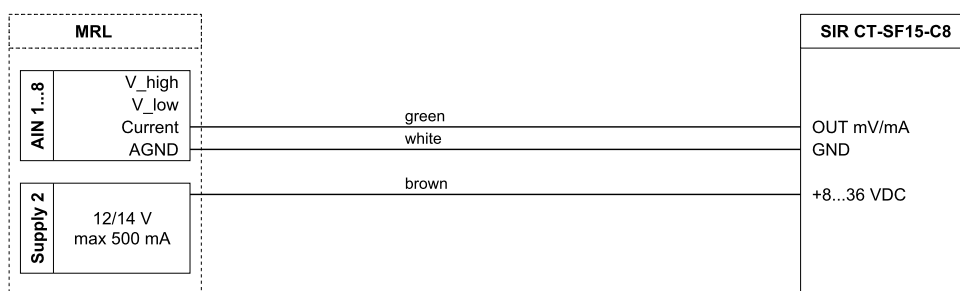 MRL
SIR CT-SF15-C8
AIN 1...8
V_high
V_low
Current
AGND
green
white
OUT mV/mA
GND
Supply 2
12/14 V
max 500 mA
brown
+8...36 VDC